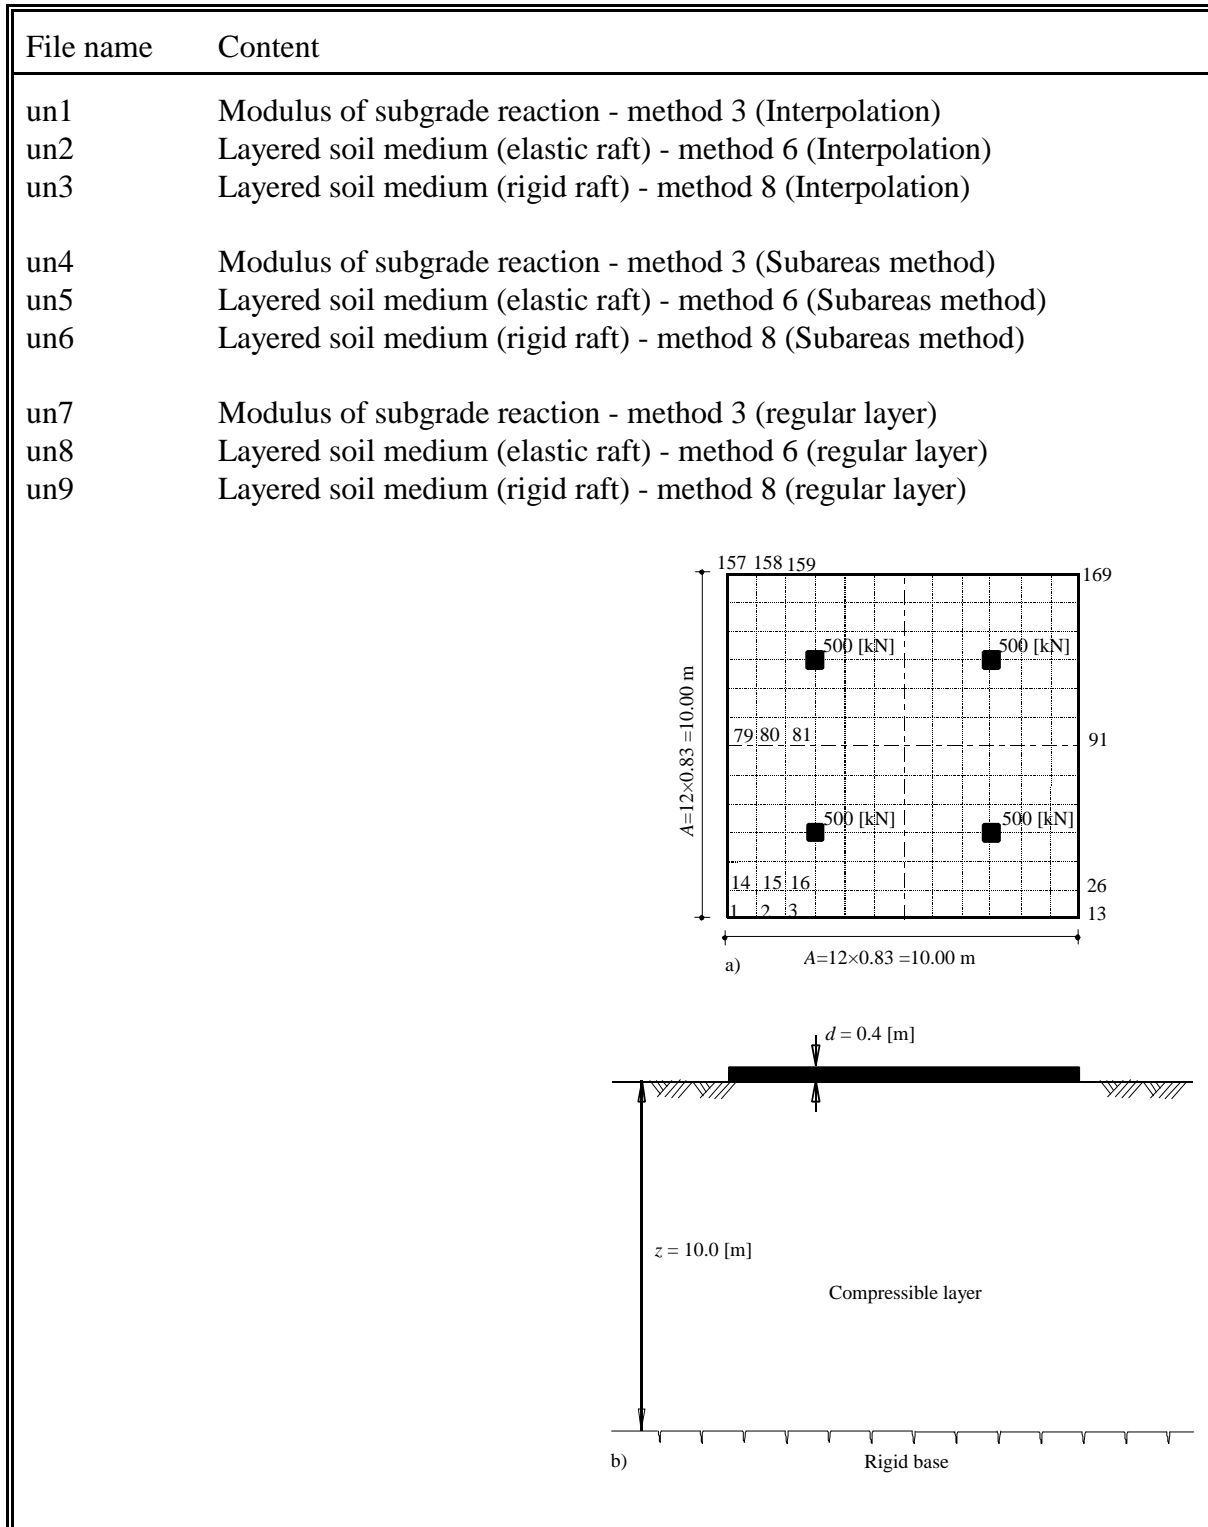 File name Content
un1 Modulus of subgrade reaction - method 3 (Interpolation)
un2 Layered soil medium (elastic raft) - method 6 (Interpolation)
un3 Layered soil medium (rigid raft) - method 8 (Interpolation)
un4 Modulus of subgrade reaction - method 3 (Subareas method)
un5 Layered soil medium (elastic raft) - method 6 (Subareas method)
un6 Layered soil medium (rigid raft) - method 8 (Subareas method)
un7 Modulus of subgrade reaction - method 3 (regular layer)
un8 Layered soil medium (elastic raft) - method 6 (regular layer)
un9 Layered soil medium (rigid raft) - method 8 (regular layer)
157 158 159 169
500 [kN] 500 [kN]
A=12×0.83 =10.00 m
79 80 81 91
500 [kN] 500 [kN]
14 15 16 26
1 2 3 13
a) A=12×0.83 =10.00 m
d = 0.4 [m]
z = 10.0 [m]
Compressible layer
b) Rigid base